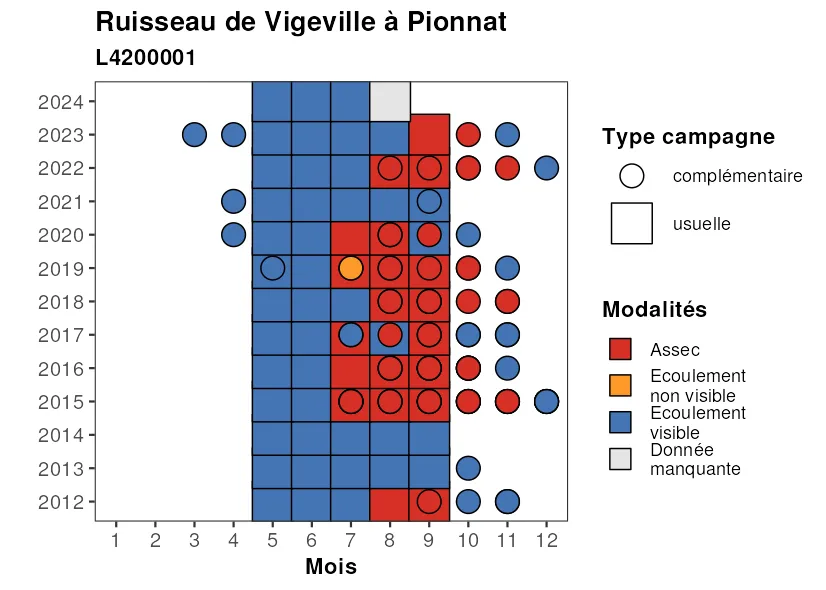 Ruisseau de Vigeville à Pionnat
L4200001
2024
2023
2022
2021
2020
2019
2018
2017
2016
2015
2014
2013
2012
1 2 3 4 5 6 7 8 9 10 11 12
Mois
Type campagne
complémentaire
usuelle
Modalités
Assec
Ecoulement
non visible
Ecoulement
visible
Donnée
manquante